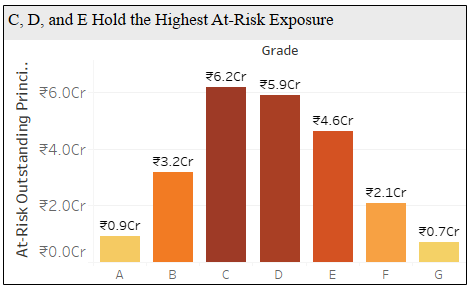 C, D, and E Hold the Highest At-Risk Exposure
Grade
At-Risk Outstanding Princi..
₹6.0Cr
₹4.0Cr
₹2.0Cr
₹0.0Cr
₹0.9Cr
₹3.2Cr
₹6.2Cr
₹5.9Cr
₹4.6Cr
₹2.1Cr
₹0.7Cr
A B C D E F G